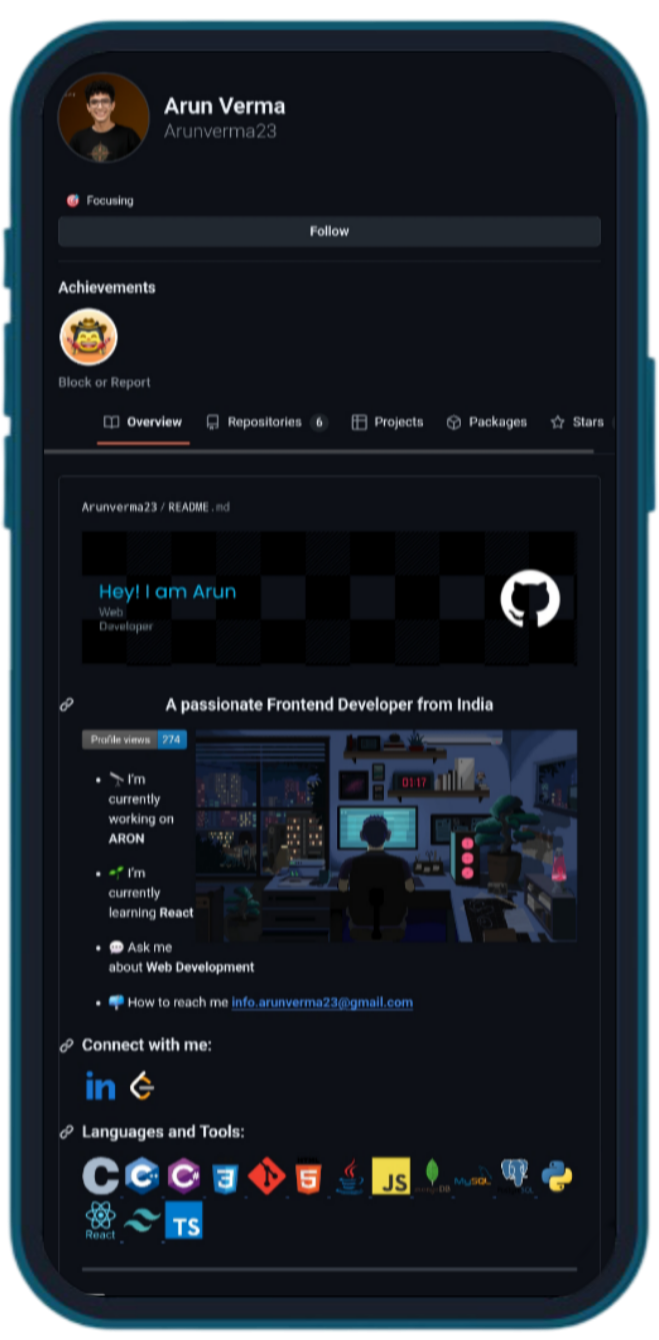 Arun Verma
Arunverma23
Focusing
Follow
Achievements
Block or Report
Overview Repositories 6 Projects Packages Stars
Arunverma23 / README.md
Hey! I am Arun
Web
Developer
A passionate Frontend Developer from India
Profile views 274
01:17
• I'm
currently
working on
ARON
• I'm
currently
learning React
• Ask me
about Web Development
• How to reach me info.arunverma23@gmail.com
Connect with me:
in
Languages and Tools:
C C++ C# 3 5 JS MySQL
React TS